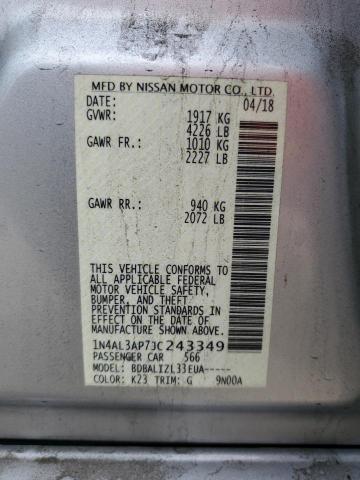 MFD BY NISSAN MOTOR CO., LTD.
DATE: 04/18
GVWR: 1917 KG
4226 LB
GAWR FR.: 1010 KG
2227 LB
GAWR RR.: 940 KG
2072 LB
THIS VEHICLE CONFORMS TO
ALL APPLICABLE FEDERAL
MOTOR VEHICLE SAFETY,
BUMPER, AND THEFT
PREVENTION STANDARDS IN
EFFECT ON THE DATE OF
MANUFACTURE SHOWN ABOVE.
1N4AL3AP7JC243349
PASSENGER CAR 566
MODEL: BDBALIZL33EUA-----
COLOR: K23 TRIM: G 9N00A